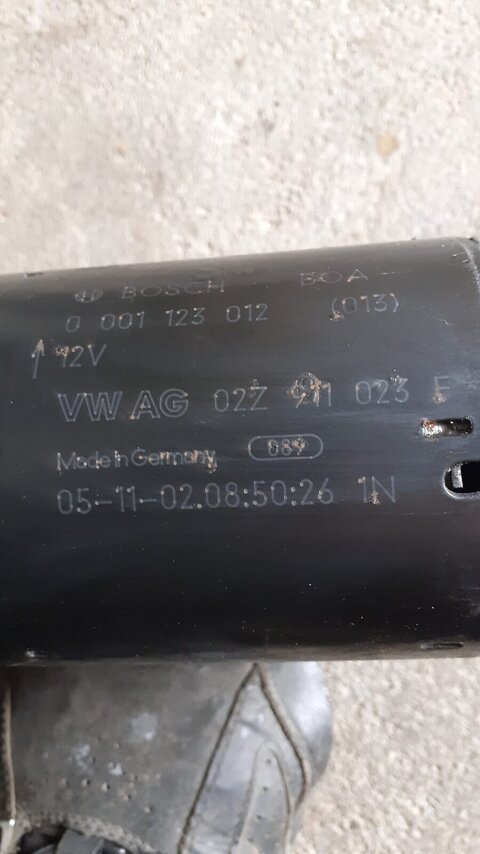 BOSCH BOA
0 001 123 012 (013)
12V
VW AG 02Z 911 023 F
Made in Germany 089
05-11-02.08:50:26 1N